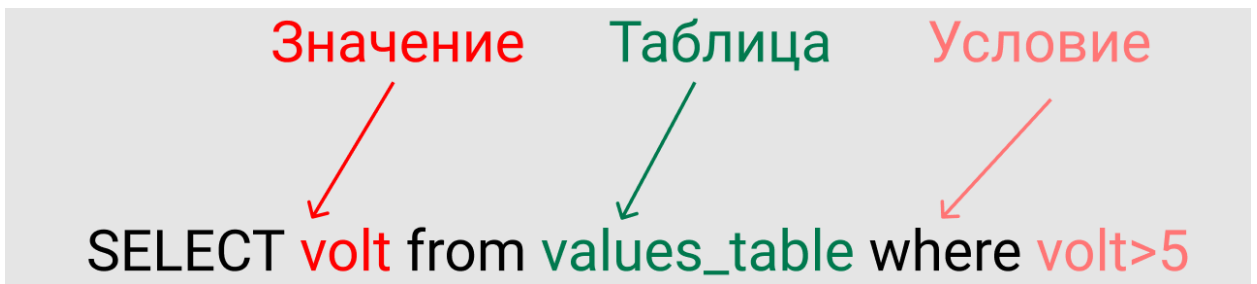 Значение Таблица Условие
SELECT volt from values_table where volt>5